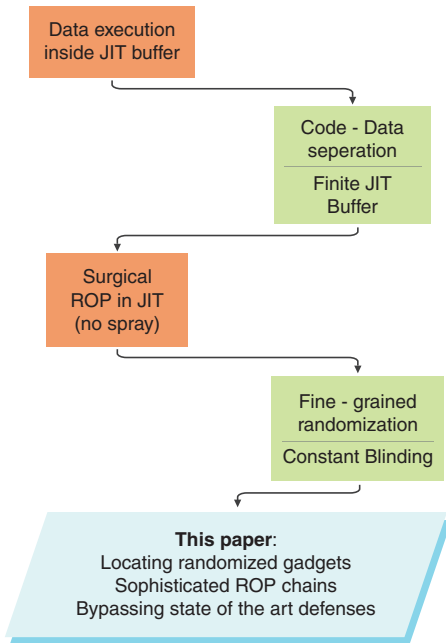 Data execution
inside JIT buffer
Code - Data
seperation
Finite JIT
Buffer
Surgical
ROP in JIT
(no spray)
Fine - grained
randomization
Constant Blinding
This paper:
Locating randomized gadgets
Sophisticated ROP chains
Bypassing state of the art defenses